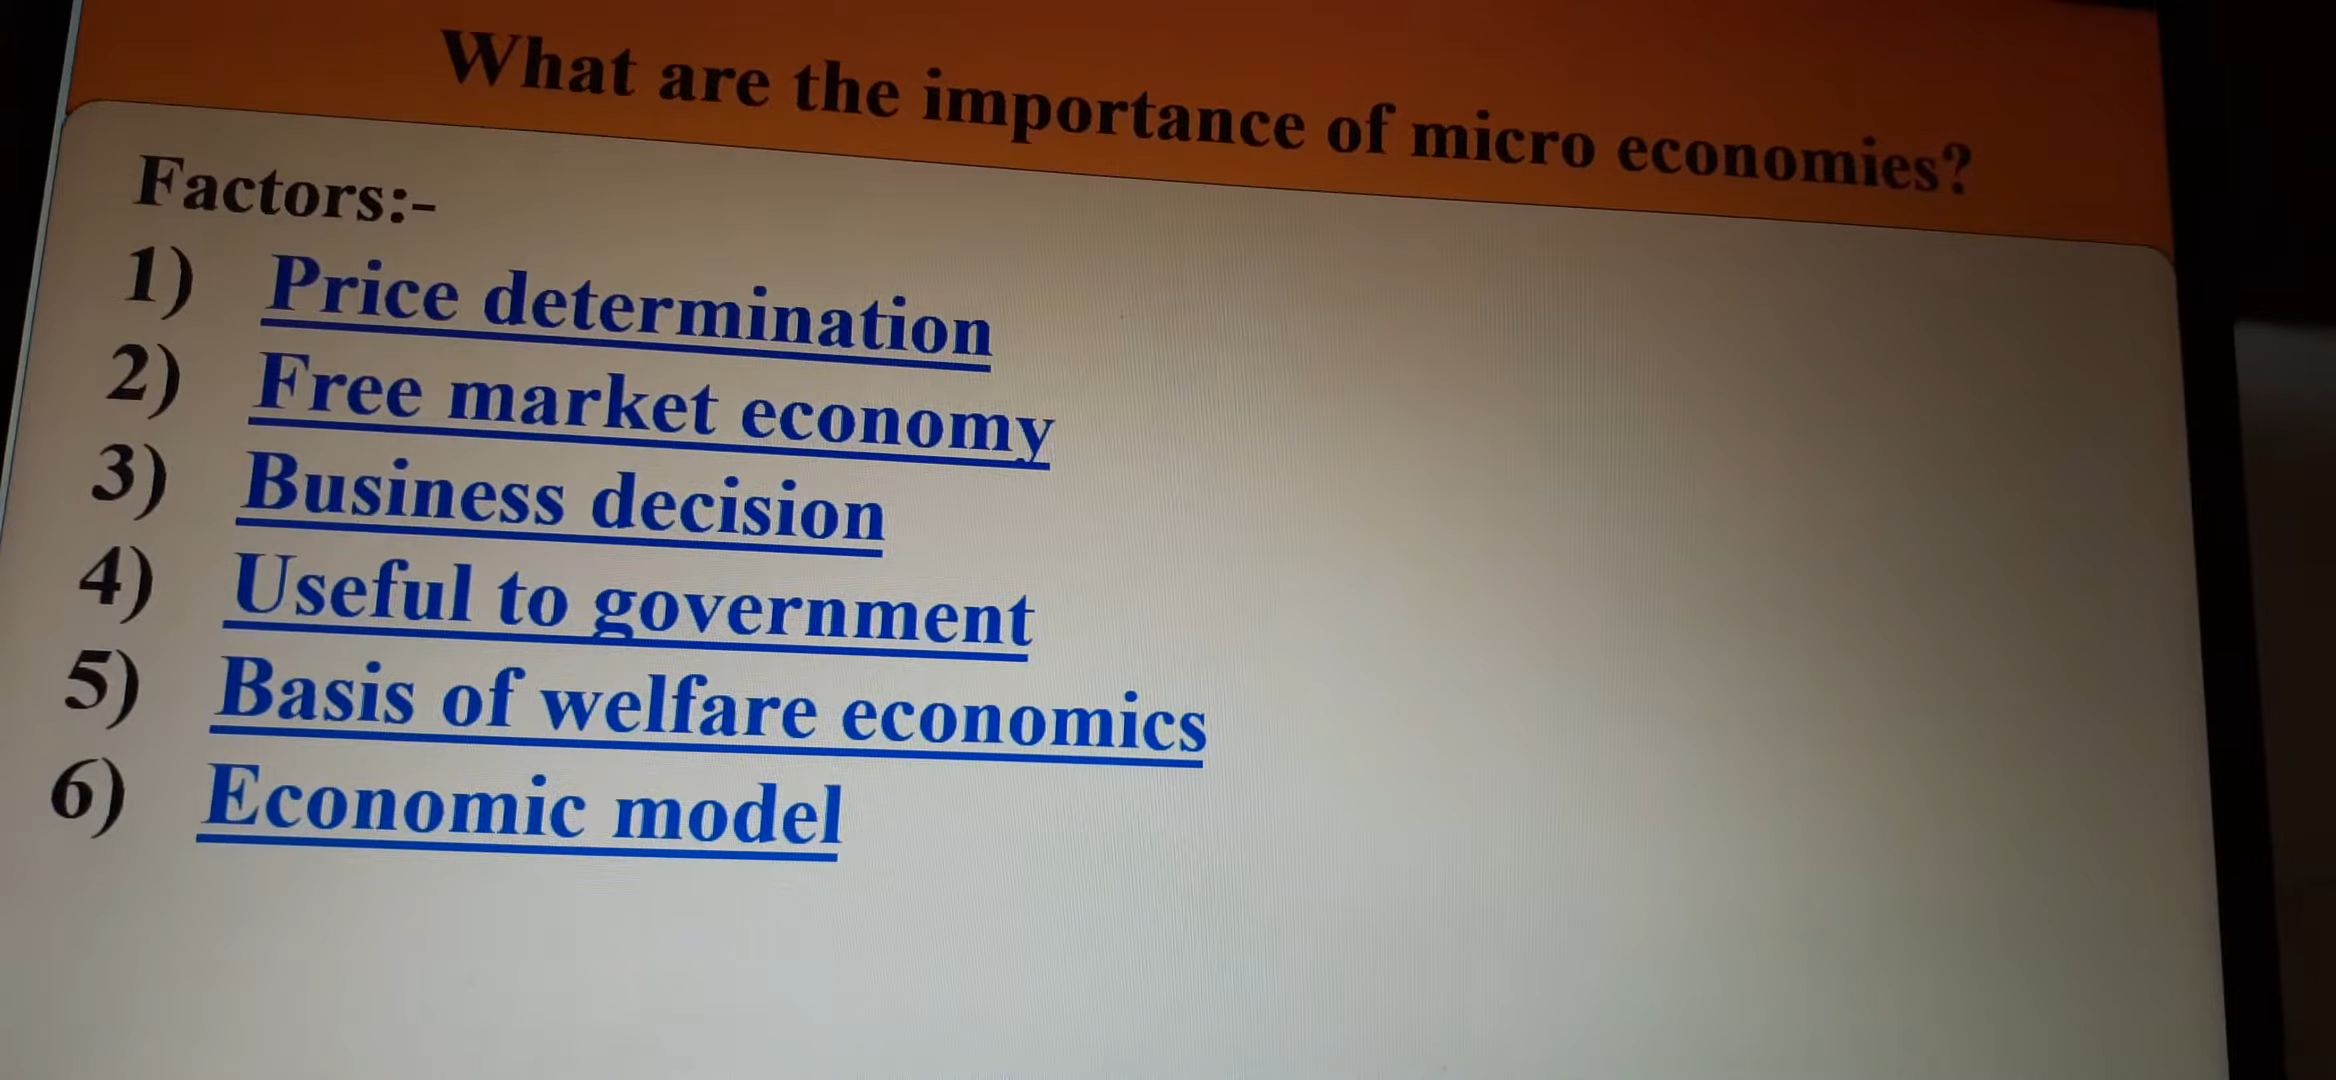 What are the importance of micro economies?
Factors:-
1) Price determination
2) Free market economy
3) Business decision
4) Useful to government
5) Basis of welfare economics
6) Economic model